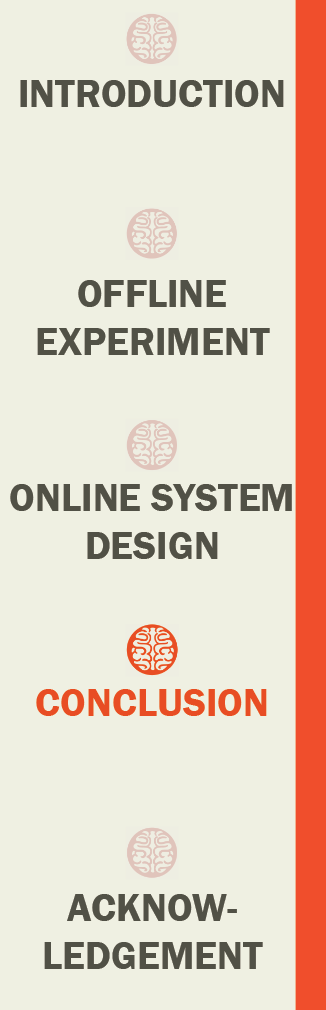 INTRODUCTION
OFFLINE
EXPERIMENT
ONLINE SYSTEM
DESIGN
CONCLUSION
ACKNOW-
LEDGEMENT